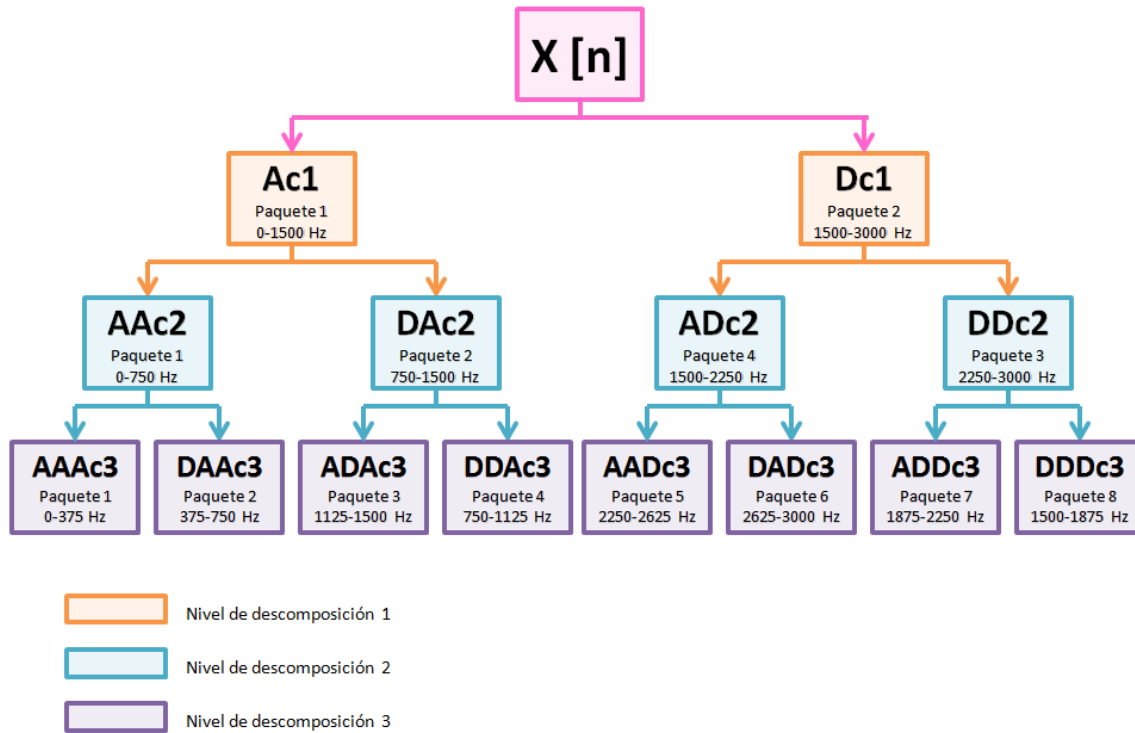 X [n]
Ac1
Paquete 1
0-1500 Hz
Dc1
Paquete 2
1500-3000 Hz
AAc2
Paquete 1
0-750 Hz
DAc2
Paquete 2
750-1500 Hz
ADc2
Paquete 4
1500-2250 Hz
DDc2
Paquete 3
2250-3000 Hz
AAAc3
Paquete 1
0-375 Hz
DAAc3
Paquete 2
375-750 Hz
ADAc3
Paquete 3
1125-1500 Hz
DDAc3
Paquete 4
750-1125 Hz
AADc3
Paquete 5
2250-2625 Hz
DADc3
Paquete 6
2625-3000 Hz
ADDc3
Paquete 7
1875-2250 Hz
DDDc3
Paquete 8
1500-1875 Hz
Nivel de descomposición 1
Nivel de descomposición 2
Nivel de descomposición 3